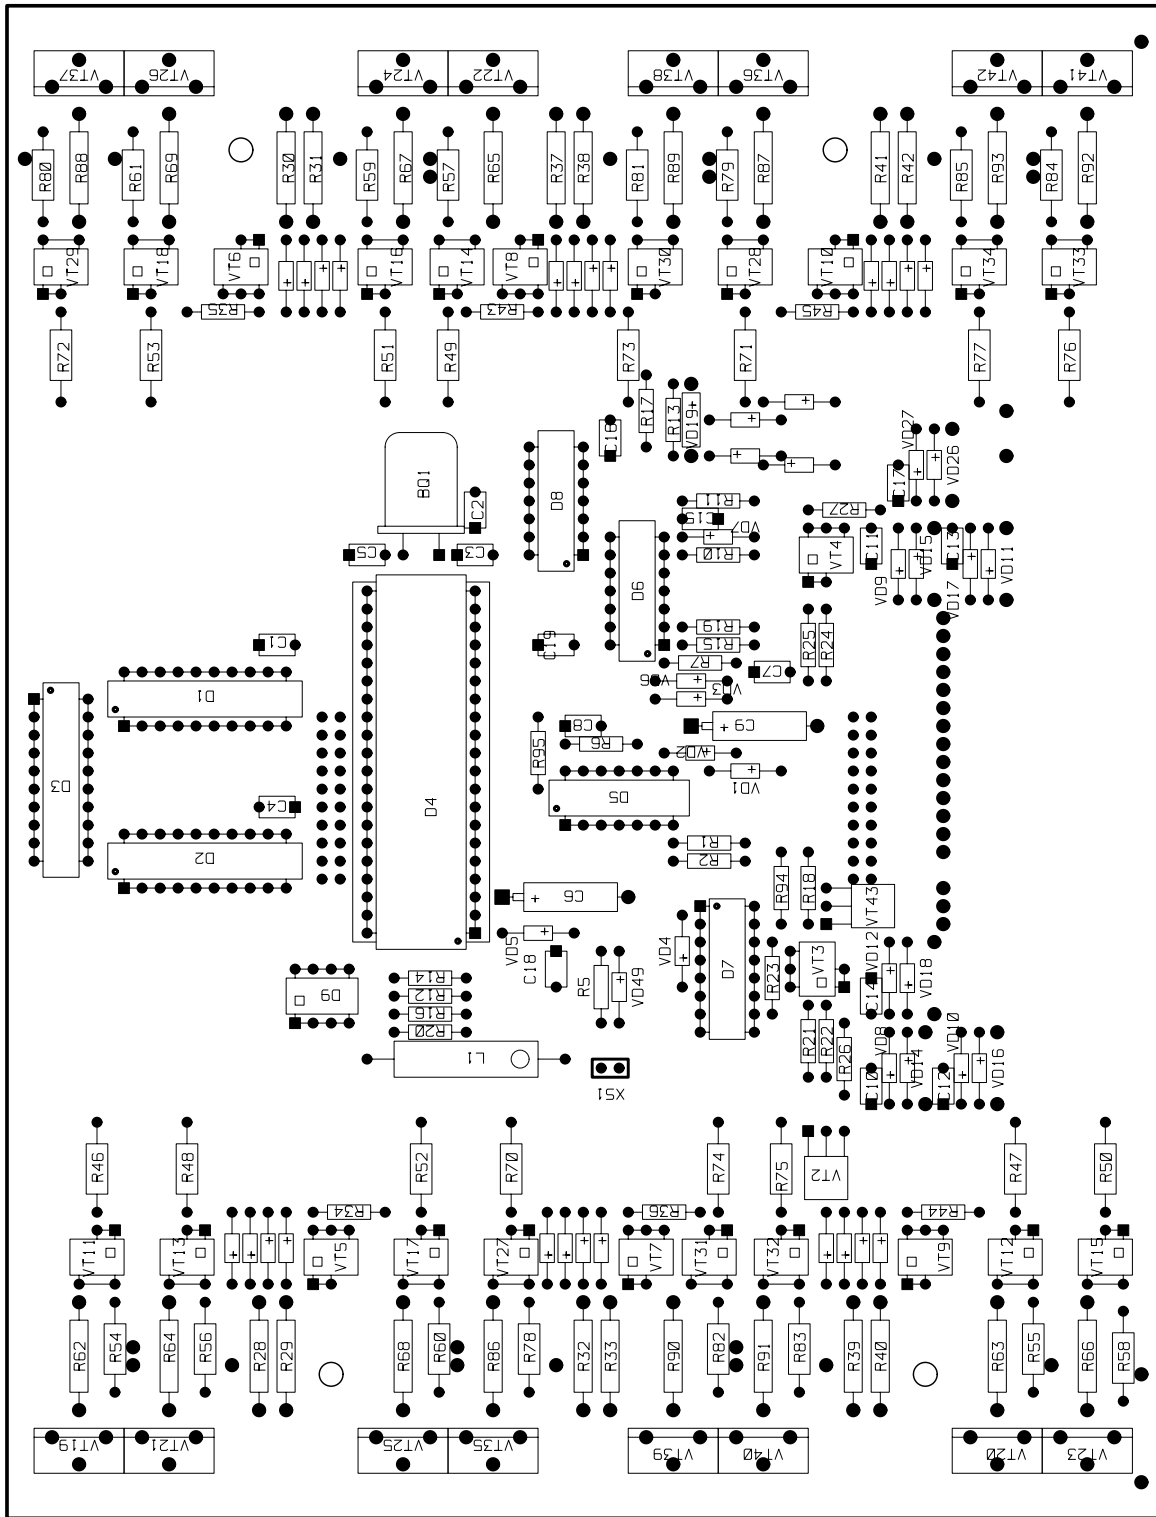 VT37 VT26 VT24 VT22 VT38 VT36 VT42 VT41
R80 R88 R61 R69 R30 R31 R59 R67 R57 R65 R37 R38 R81 R89 R79 R87 R41 R42 R85 R93 R84 R92
VT29 VT18 VT6 VT16 VT14 VT8 VT30 VT28 VT10 VT34 VT33
R35 R43 R45
R72 R53 R51 R49 R73 R71 R77 R76
R17 R13 VD19
C16 VD27 VD26
BQ1 C2 D8 C17
R11 C15 VD7 R10 R27
C5 C3 VT4 C11 VD15 C13 VD11
VD9 VD17
D6
C1 C19 R19 R15 R25 R24
R7 VD6 VD3 C7
D1
C8 R6 R95 C9
VD2 VD1
D3 C4 D4 D5
D2 R1 R2
R94 R18 VT43
C6
VD5 C18 R5 VD49 VD4 D7 R23 VT3 VD12 C14 VD18
D9 R14 R12 R16 R20
L1 XS1
R21 R22 R26 VD8 VD14 C10 VD10 C12 VD16
R46 R48 R52 R70 R74 R75 VT2 R47 R50
R34 R36 R44
VT11 VT13 VT5 VT17 VT27 VT7 VT31 VT32 VT9 VT12 VT15
R62 R54 R64 R56 R28 R29 R68 R60 R86 R78 R32 R33 R90 R82 R91 R83 R39 R40 R63 R55 R66 R58
VT19 VT21 VT25 VT35 VT39 VT40 VT20 VT23